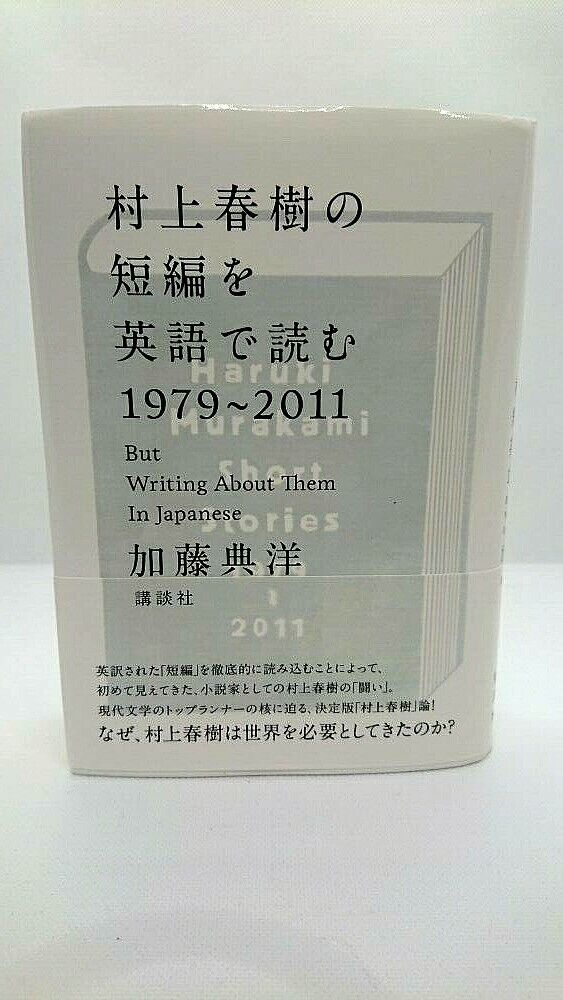 村上春樹の
短編を
英語で読む
1979～2011
But
Writing About Them
In Japanese
加藤典洋
講談社
Haruki
Murakami
Short
Stories
2011
英訳された「短編」を徹底的に読み込むことによって、
初めて見えてきた、小説家としての村上春樹の「闘い」。
現代文学のトップランナーの核に迫る、決定版「村上春樹」論!
なぜ、村上春樹は世界を必要としてきたのか?